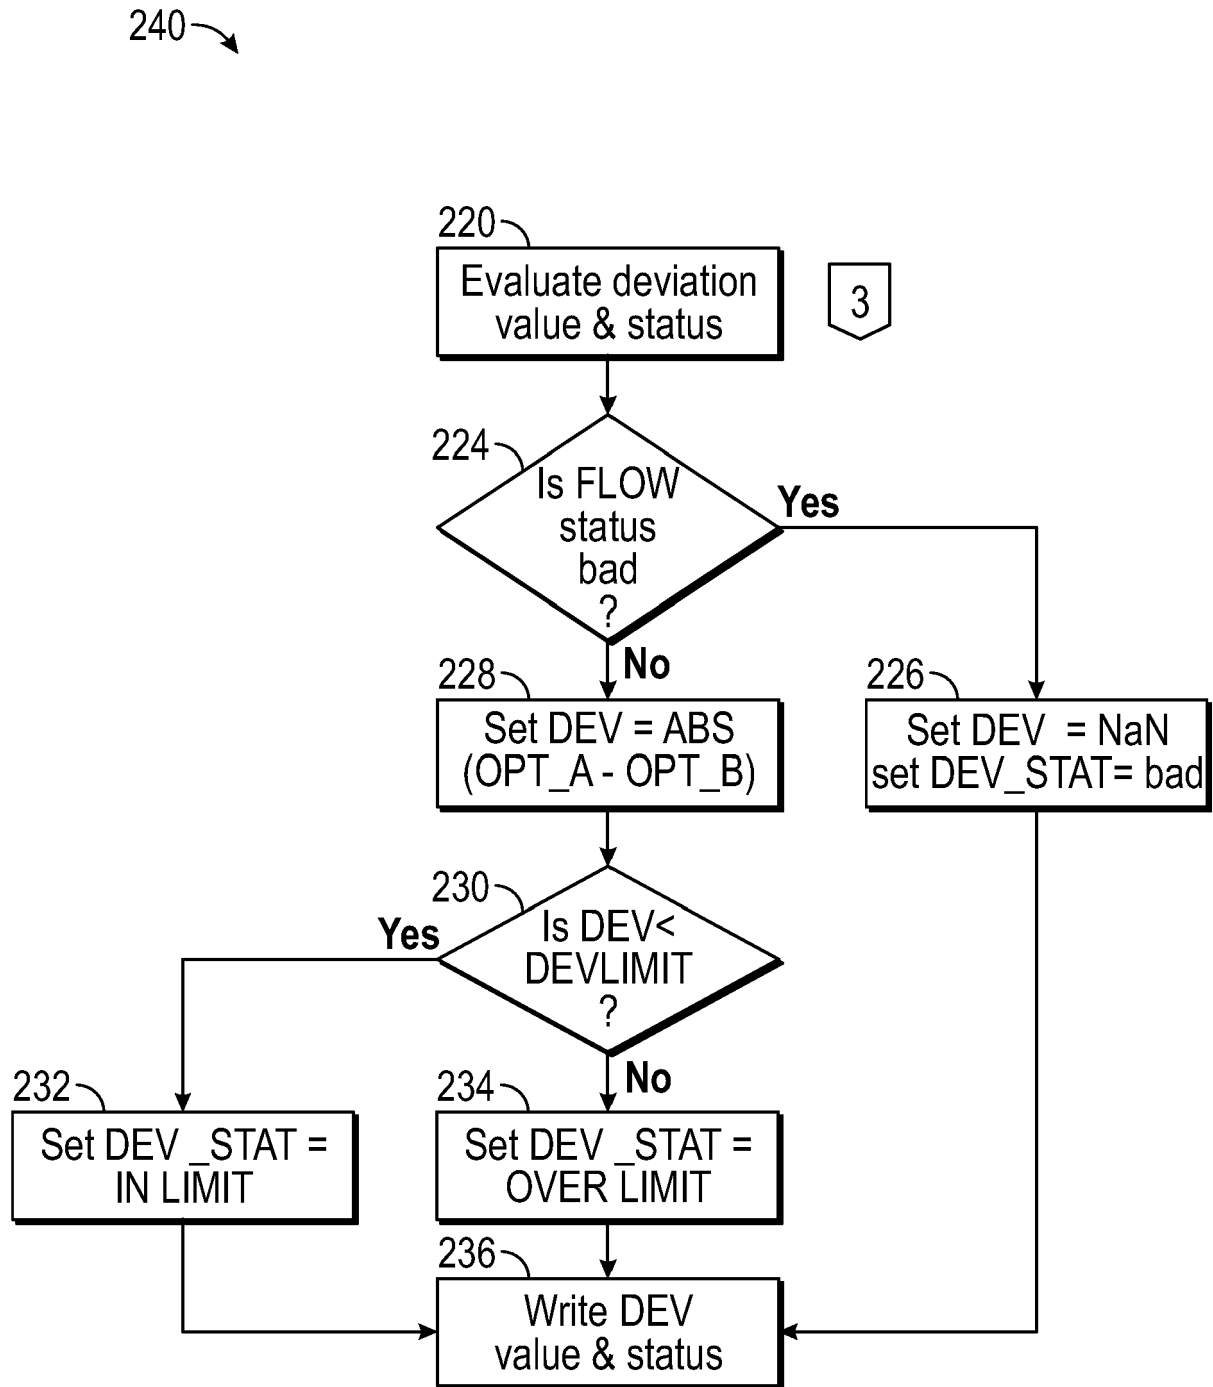 240
220
Evaluate deviation
value & status
3
224
Is FLOW
status
bad
?
Yes
No
228
Set DEV = ABS
(OPT_A - OPT_B)
226
Set DEV = NaN
set DEV_STAT= bad
230
Is DEV<
DEVLIMIT
?
Yes
No
232
Set DEV _STAT =
IN LIMIT
234
Set DEV _STAT =
OVER LIMIT
236
Write DEV
value & status